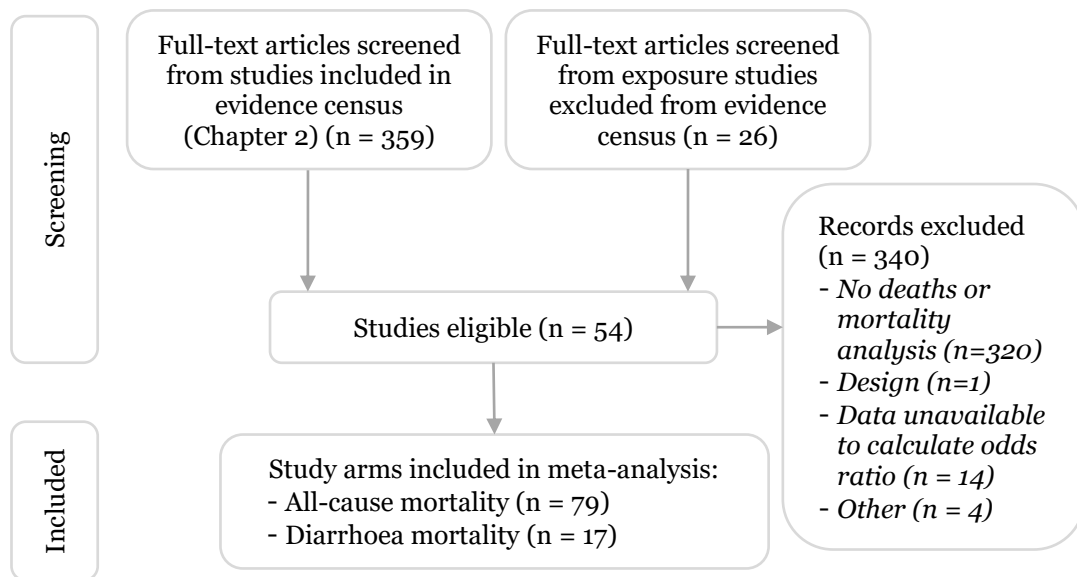 Screening
Full-text articles screened
from studies included in
evidence census
(Chapter 2) (n = 359)
Full-text articles screened
from exposure studies
excluded from evidence
census (n = 26)
Studies eligible (n = 54)
Records excluded
(n = 340)
- No deaths or
mortality
analysis (n=320)
- Design (n=1)
- Data unavailable
to calculate odds
ratio (n = 14)
- Other (n = 4)
Included
Study arms included in meta-analysis:
- All-cause mortality (n = 79)
- Diarrhoea mortality (n = 17)